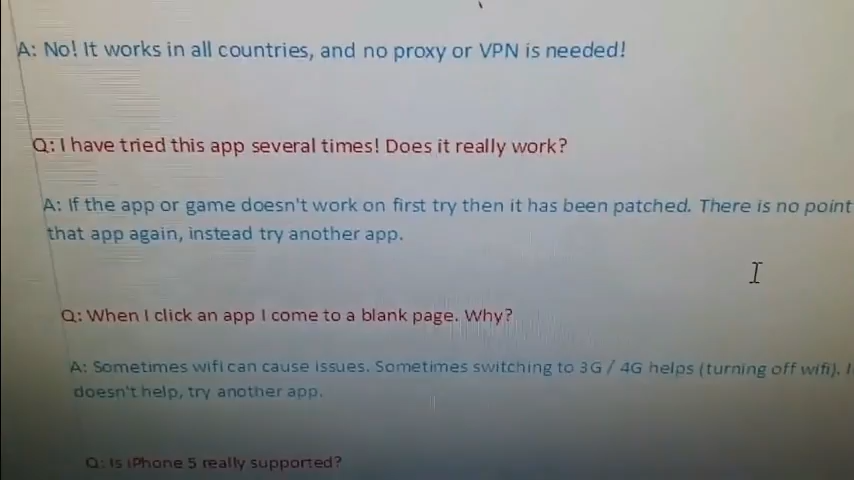 A: No! It works in all countries, and no proxy or VPN is needed!
Q: I have tried this app several times! Does it really work?
A: If the app or game doesn't work on first try then it has been patched. There is no point
that app again, instead try another app.
Q: When I click an app I come to a blank page. Why?
A: Sometimes wifi can cause issues. Sometimes switching to 3G / 4G helps (turning off wifi).
doesn't help, try another app.
Q: Is iPhone 5 really supported?